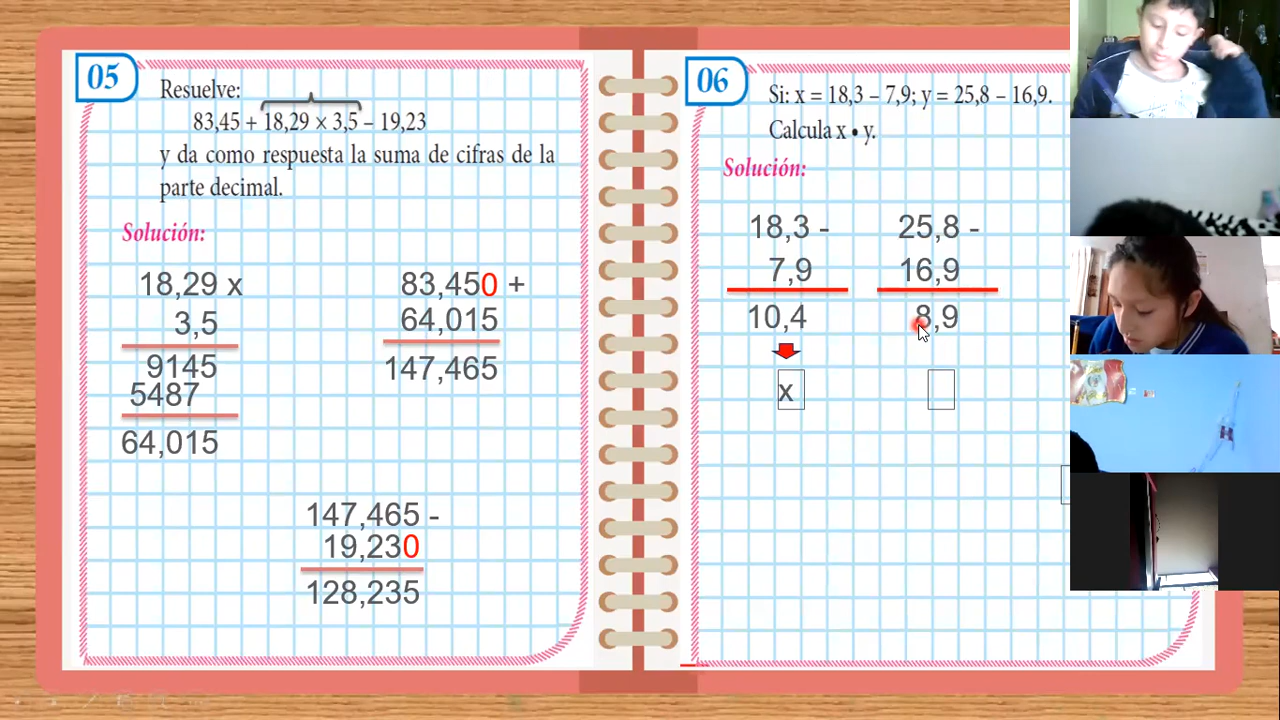 05
Resuelve:
83,45 + 18,29 × 3,5 – 19,23
y da como respuesta la suma de cifras de la
parte decimal.
Solución:
18,29 x
3,5
9145
5487
64,015
83,450 +
64,015
147,465
147,465 -
19,230
128,235
06
Si: x = 18,3 – 7,9; y = 25,8 – 16,9.
Calcula x • y.
Solución:
18,3 -
7,9
10,4
x
25,8 -
16,9
8,9